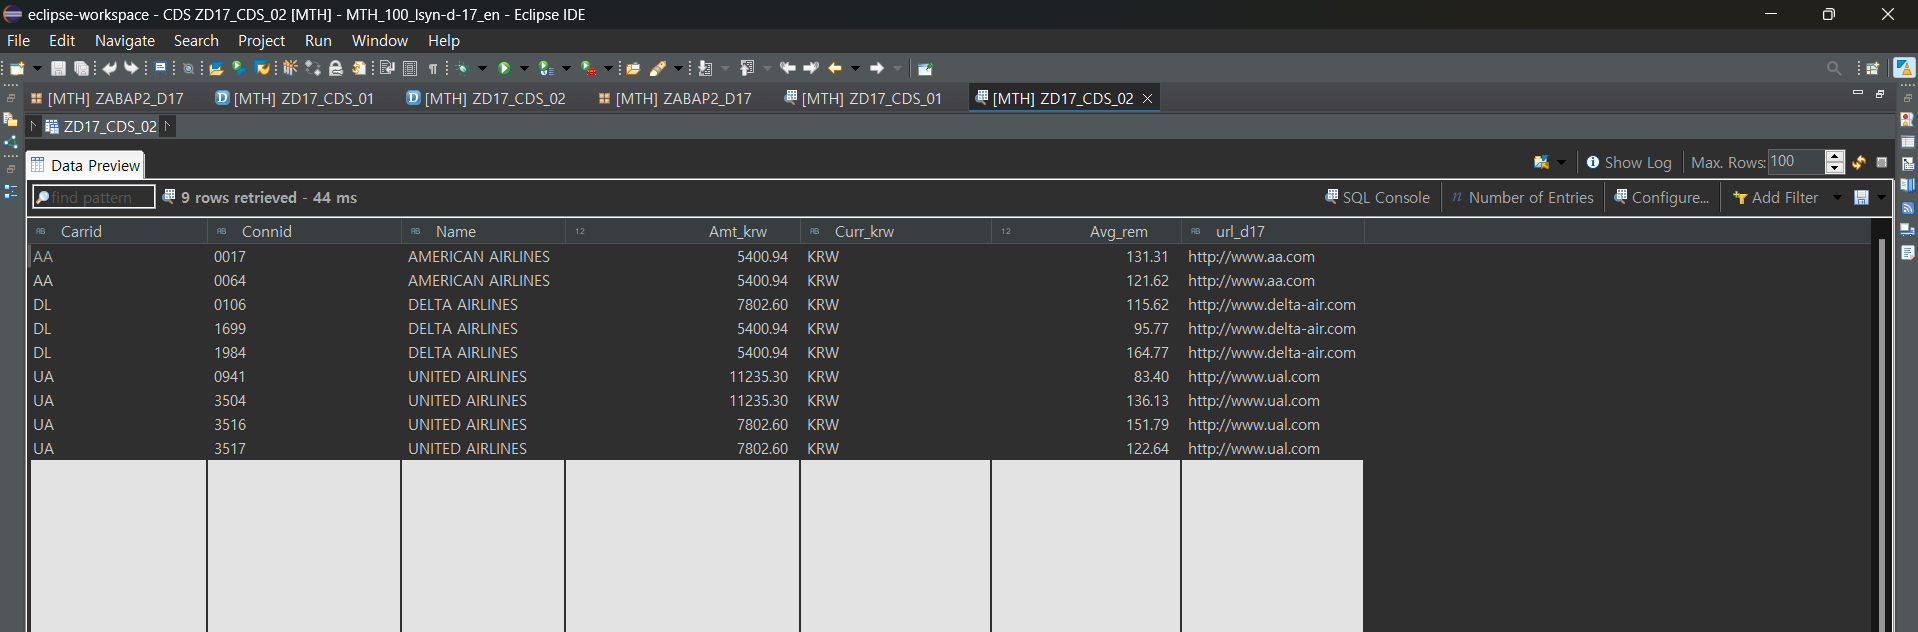 eclipse-workspace - CDS ZD17_CDS_02 [MTH] - MTH_100_lsyn-d-17_en - Eclipse IDE
File Edit Navigate Search Project Run Window Help
[MTH] ZABAP2_D17 [MTH] ZD17_CDS_01 [MTH] ZD17_CDS_02 [MTH] ZABAP2_D17 [MTH] ZD17_CDS_01 [MTH] ZD17_CDS_02
ZD17_CDS_02
Data Preview Show Log Max. Rows: 100
find pattern 9 rows retrieved - 44 ms SQL Console Number of Entries Configure... Add Filter
Carrid Connid Name Amt_krw Curr_krw Avg_rem url_d17
AA 0017 AMERICAN AIRLINES 5400.94 KRW 131.31 http://www.aa.com
AA 0064 AMERICAN AIRLINES 5400.94 KRW 121.62 http://www.aa.com
DL 0106 DELTA AIRLINES 7802.60 KRW 115.62 http://www.delta-air.com
DL 1699 DELTA AIRLINES 5400.94 KRW 95.77 http://www.delta-air.com
DL 1984 DELTA AIRLINES 5400.94 KRW 164.77 http://www.delta-air.com
UA 0941 UNITED AIRLINES 11235.30 KRW 83.40 http://www.ual.com
UA 3504 UNITED AIRLINES 11235.30 KRW 136.13 http://www.ual.com
UA 3516 UNITED AIRLINES 7802.60 KRW 151.79 http://www.ual.com
UA 3517 UNITED AIRLINES 7802.60 KRW 122.64 http://www.ual.com